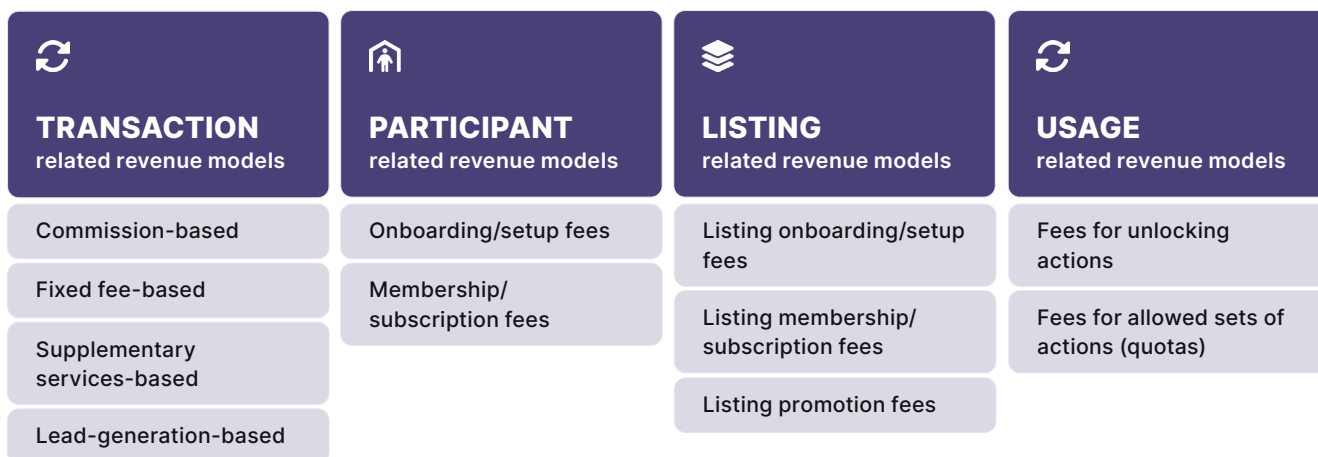 TRANSACTION
related revenue models
Commission-based
Fixed fee-based
Supplementary
services-based
Lead-generation-based
PARTICIPANT
related revenue models
Onboarding/setup fees
Membership/
subscription fees
LISTING
related revenue models
Listing onboarding/setup
fees
Listing membership/
subscription fees
Listing promotion fees
USAGE
related revenue models
Fees for unlocking
actions
Fees for allowed sets of
actions (quotas)